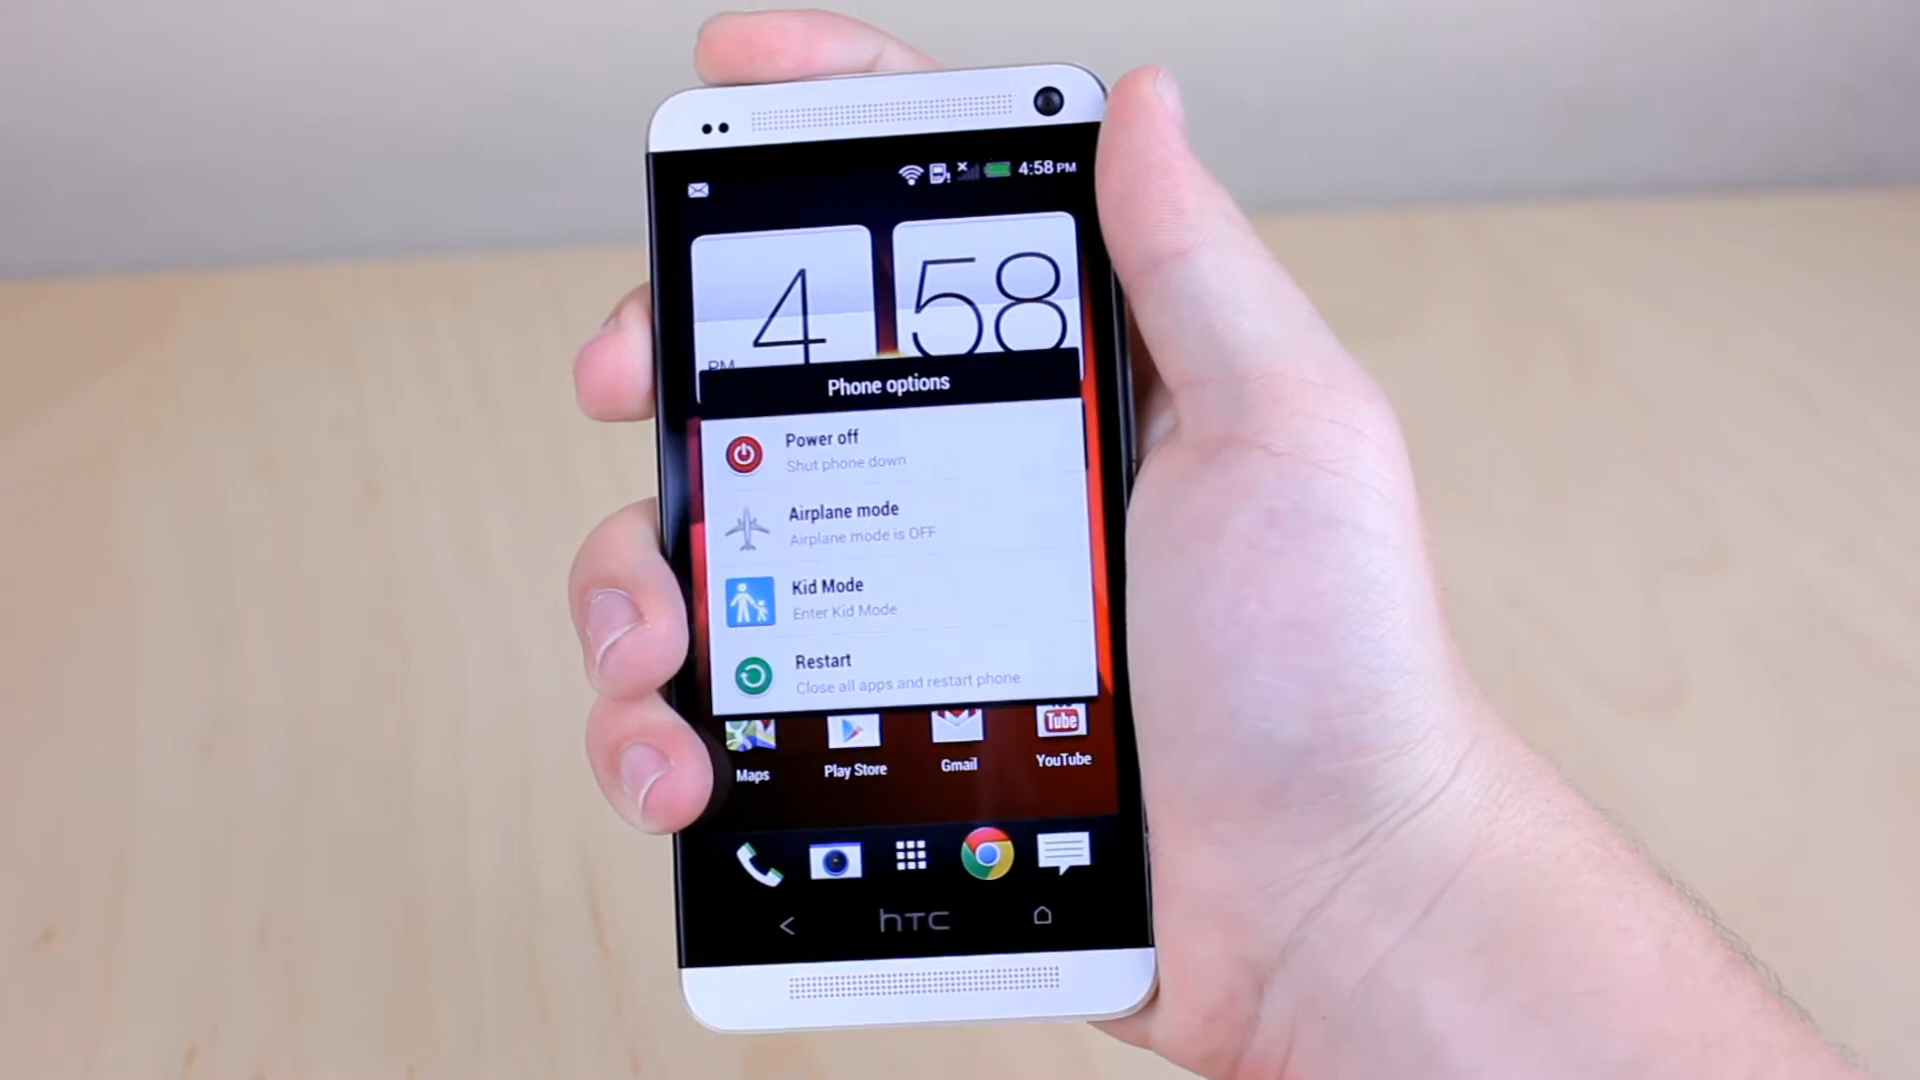 4:58 PM
4 58
PM
Phone options
Power off
Shut phone down
Airplane mode
Airplane mode is OFF
Kid Mode
Enter Kid Mode
Restart
Close all apps and restart phone
Tube
Maps Play Store Gmail YouTube
hTC